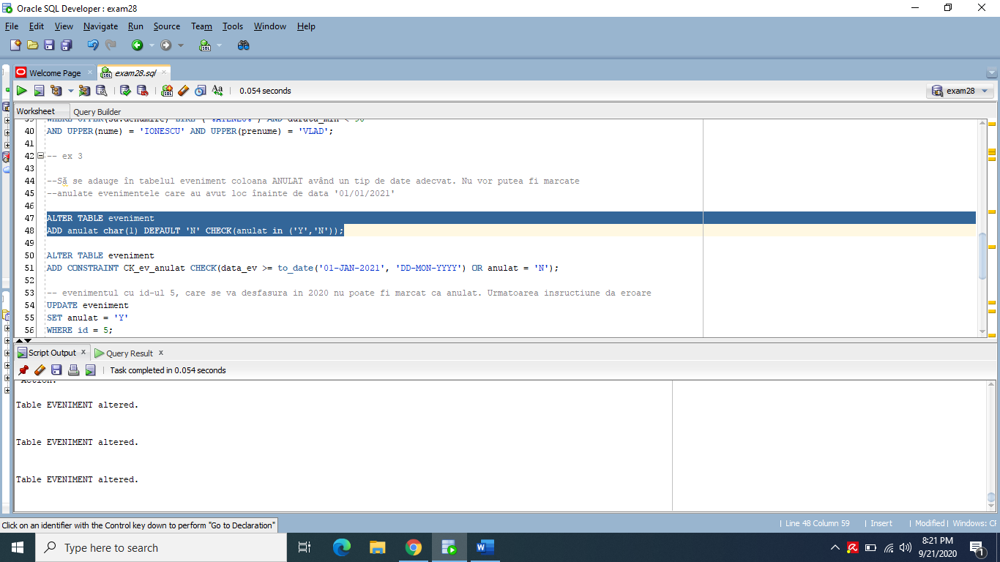 Oracle SQL Developer : exam28
File Edit View Navigate Run Source Team Tools Window Help
Welcome Page
exam28.sql
0.054 seconds
exam28
Worksheet
Query Builder
40 AND UPPER(nume) = 'IONESCU' AND UPPER(prenume) = 'VLAD';
41
42 -- ex 3
43
44 --Să se adauge în tabelul eveniment coloana ANULAT având un tip de date adecvat. Nu vor putea fi marcate
45 --anulate evenimentele care au avut loc înainte de data '01/01/2021'
46
47 ALTER TABLE eveniment
48 ADD anulat char(1) DEFAULT 'N' CHECK(anulat in ('Y','N'));
49
50 ALTER TABLE eveniment
51 ADD CONSTRAINT CK_ev_anulat CHECK(data_ev >= to_date('01-JAN-2021', 'DD-MON-YYYY') OR anulat = 'N');
52
53 -- evenimentul cu id-ul 5, care se va desfasura in 2020 nu poate fi marcat ca anulat. Urmatoarea insructiune da eroare
54 UPDATE eveniment
55 SET anulat = 'Y'
56 WHERE id = 5;
Script Output
Query Result
Task completed in 0.054 seconds
Table EVENIMENT altered.
Table EVENIMENT altered.
Table EVENIMENT altered.
Click on an identifier with the Control key down to perform "Go to Declaration"
Line 48 Column 59 | Insert | Modified | Windows:
Type here to search
8:21 PM
9/21/2020
1